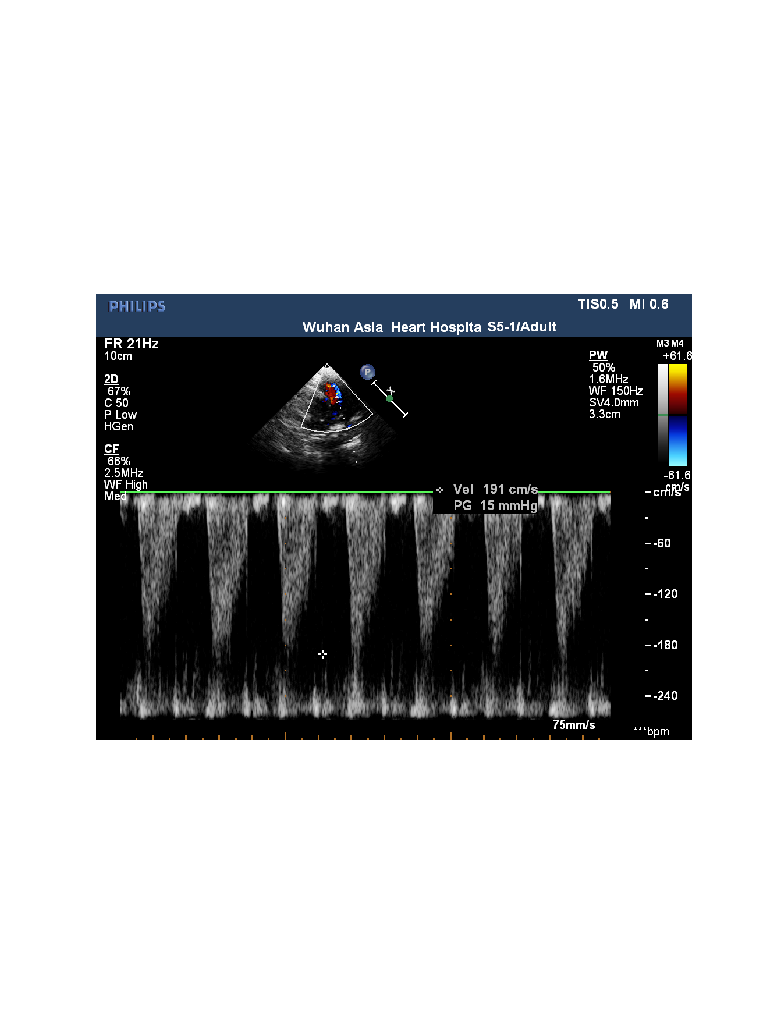 PHILIPS
TIS0.5 MI 0.6
Wuhan Asia Heart Hospita S5-1/Adult
FR 21Hz
10cm
2D
67%
C 50
P Low
HGen
CF
66%
2.5MHz
WF High
Med
P
PW
50%
1.6MHz
WF 150Hz
SV4.0mm
3.3cm
M3 M4
+61.6
-61.6
cm/s
Vel 191 cm/s
PG 15 mmHg
cm/s
-60
-120
-180
-240
75mm/s
bpm